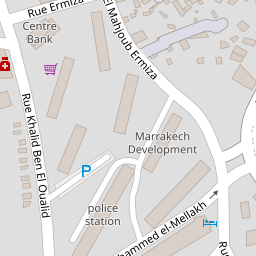 Rue Ermiza
Centre
Bank
El Mahjoub Ermiza
Rue Khalid Ben El Oualid
Marrakech
Development
P
police
station
ammed el-Mellakh
Rue